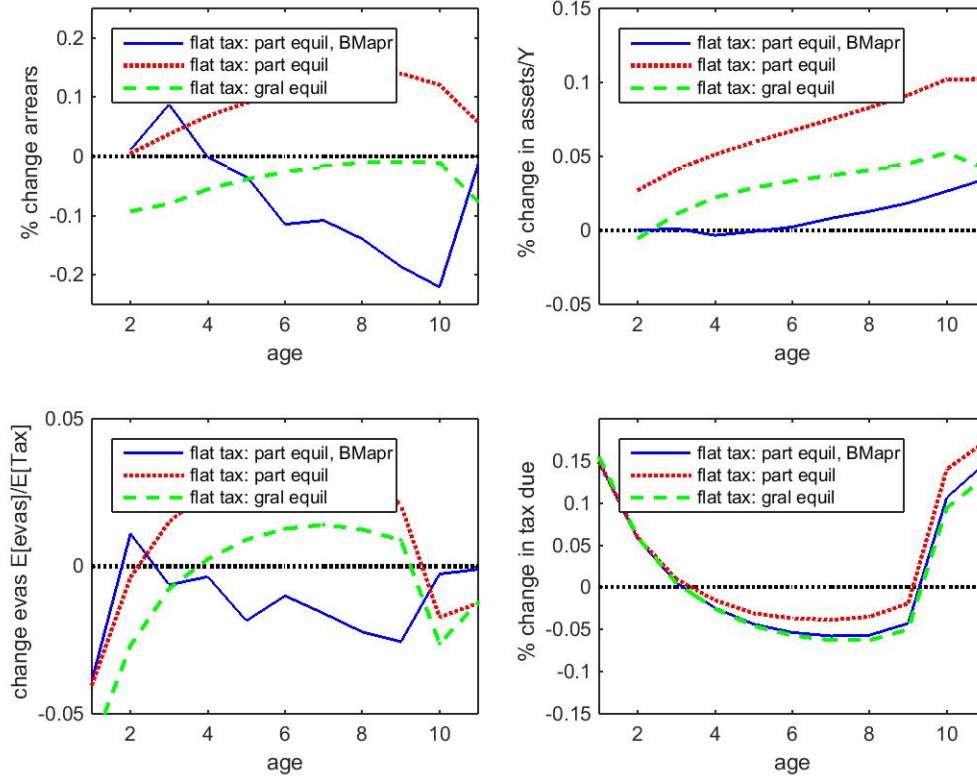 % change arrears
0.2
0.1
0
-0.1
-0.2
flat tax: part equil, BMapr
flat tax: part equil
flat tax: gral equil
2
4
6
8
10
age
% change in assets/Y
0.15
0.1
0.05
0
-0.05
flat tax: part equil, BMapr
flat tax: part equil
flat tax: gral equil
2
4
6
8
10
age
change evas E[evas]/E[Tax]
0.05
0
-0.05
flat tax: part equil, BMapr
flat tax: part equil
flat tax: gral equil
2
4
6
8
10
age
% change in tax due
0.15
0.1
0.05
0
-0.05
-0.1
-0.15
flat tax: part equil, BMapr
flat tax: part equil
flat tax: gral equil
2
4
6
8
10
age